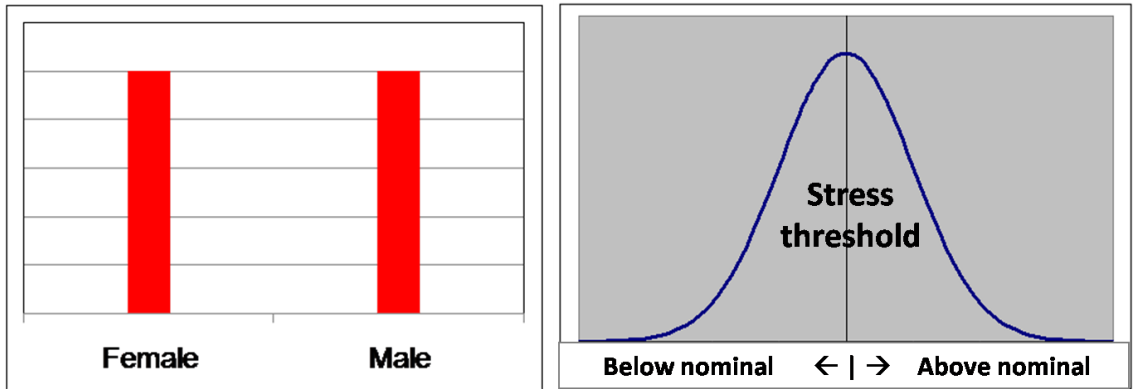 Female Male
Stress
threshold
Below nominal ← | → Above nominal